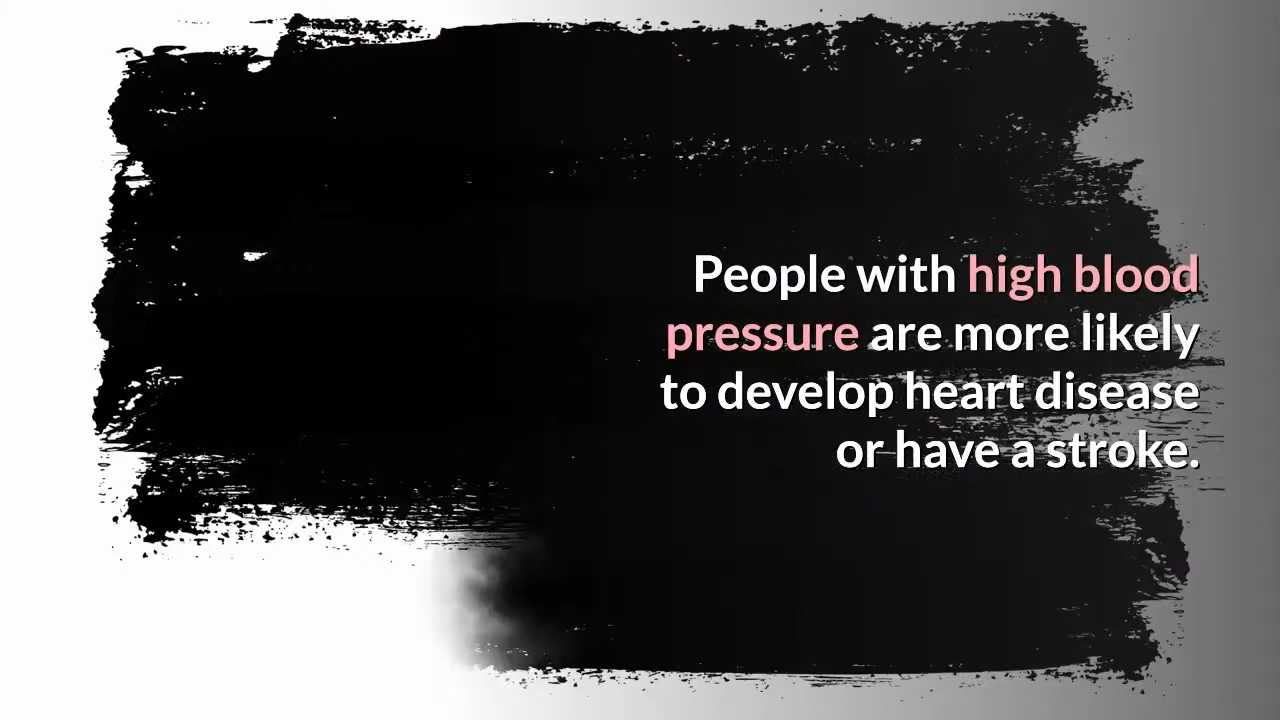 People with high blood
pressure are more likely
to develop heart disease
or have a stroke.